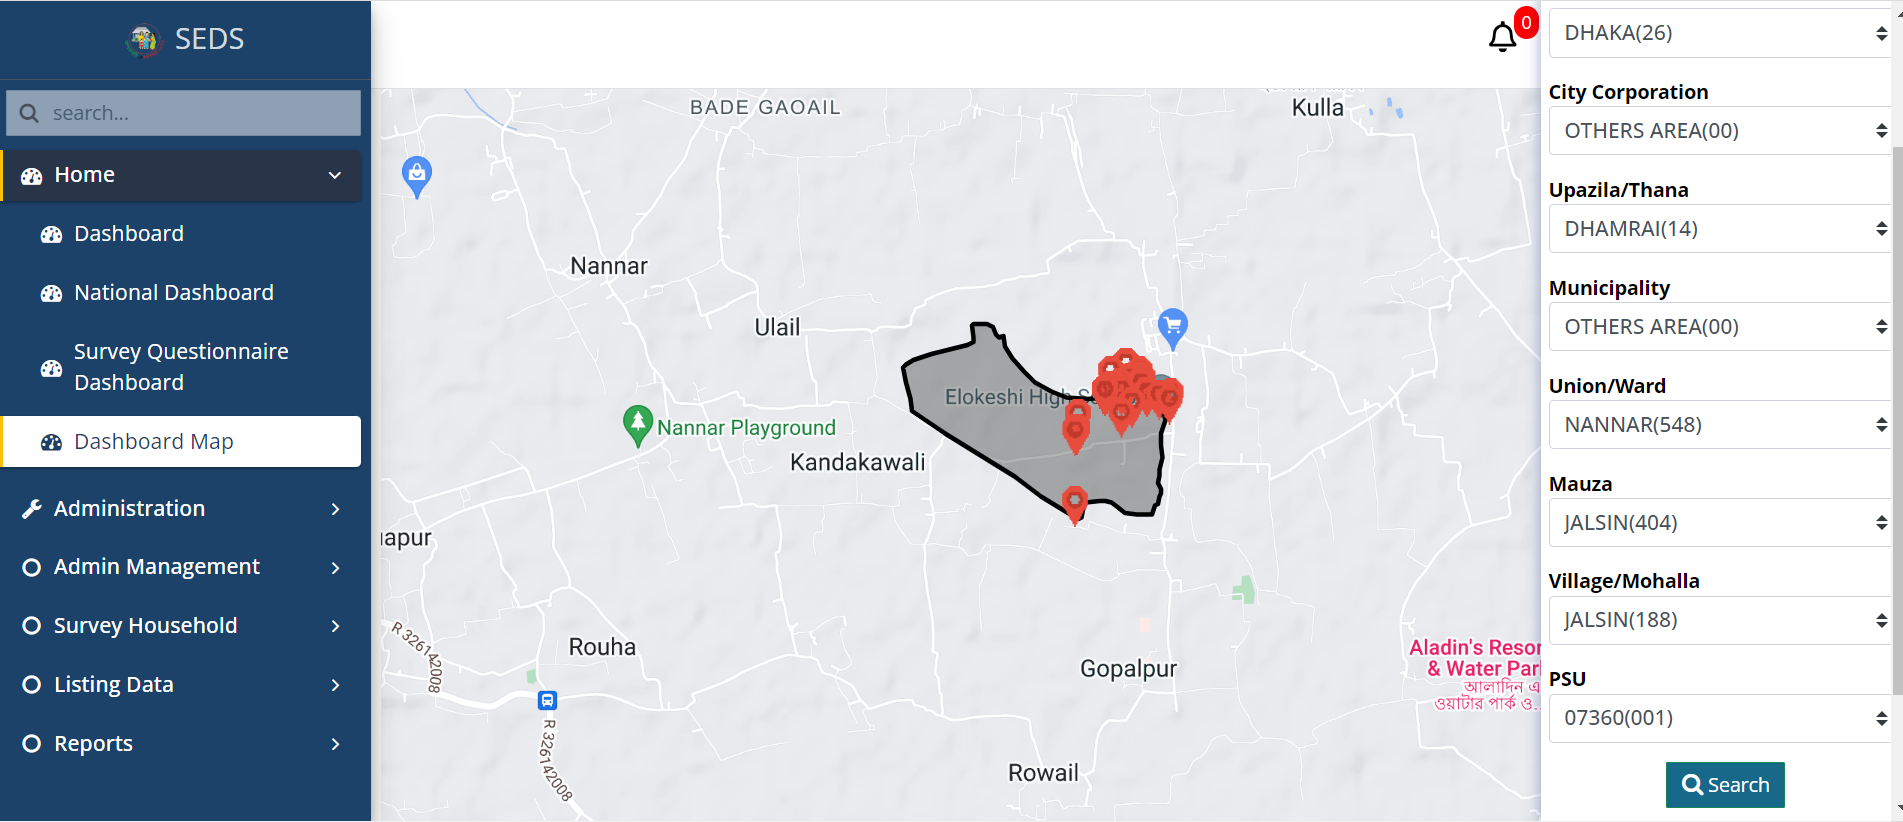 SEDS
search...
Home
Dashboard
National Dashboard
Survey Questionnaire
Dashboard
Dashboard Map
Administration
Admin Management
Survey Household
Listing Data
Reports
0
BADE GAOAIL
Kulla
Nannar
Ulail
Elokeshi High
Nannar Playground
Kandakawali
apur
R 326142008
Rouha
Gopalpur
Aladin's Resor
& Water Par
আলাদিন এ
ওয়াটার পার্ক ও...
R 326142008
Rowail
DHAKA(26)
City Corporation
OTHERS AREA(00)
Upazila/Thana
DHAMRAI(14)
Municipality
OTHERS AREA(00)
Union/Ward
NANNAR(548)
Mauza
JALSIN(404)
Village/Mohalla
JALSIN(188)
PSU
07360(001)
Search